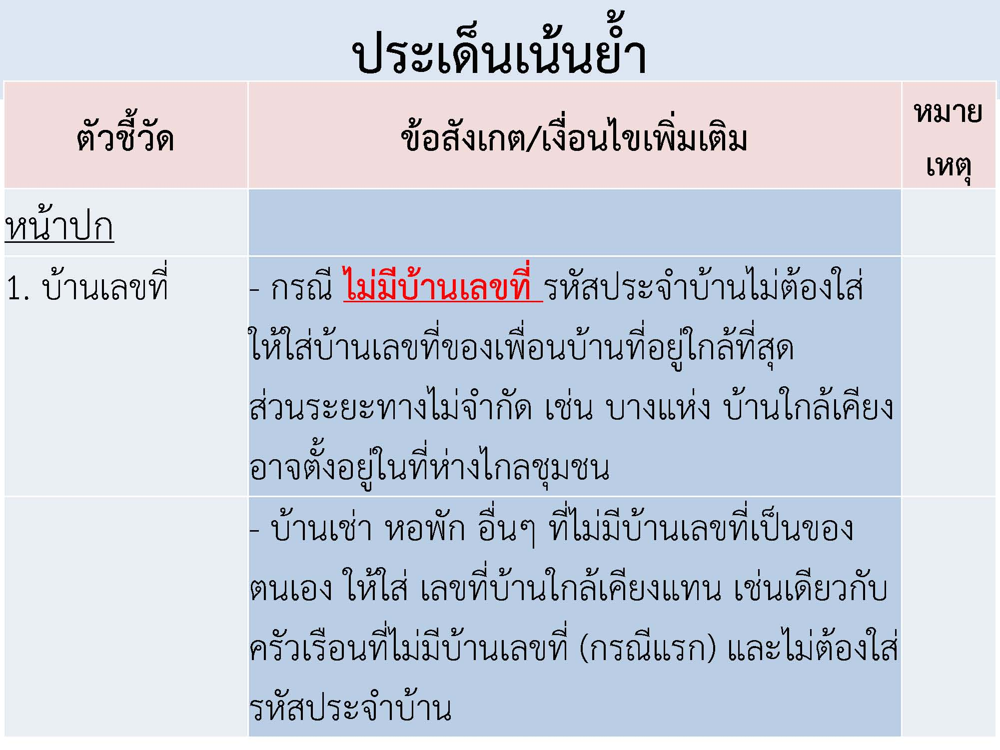 ประเด็นเน้นย้ำ
ตัวชี้วัด
ข้อสังเกต/เงื่อนไขเพิ่มเติม
หมาย
เหตุ
หน้าปก
1. บ้านเลขที่
- กรณี ไม่มีบ้านเลขที่ รหัสประจำบ้านไม่ต้องใส่
ให้ใส่บ้านเลขที่ของเพื่อนบ้านที่อยู่ใกล้ที่สุด
ส่วนระยะทางไม่จำกัด เช่น บางแห่ง บ้านใกล้เคียง
อาจตั้งอยู่ในที่ห่างไกลชุมชน
- บ้านเช่า หอพัก อื่นๆ ที่ไม่มีบ้านเลขที่เป็นของ
ตนเอง ให้ใส่ เลขที่บ้านใกล้เคียงแทน เช่นเดียวกับ
ครัวเรือนที่ไม่มีบ้านเลขที่ (กรณีแรก) และไม่ต้องใส่
รหัสประจำบ้าน